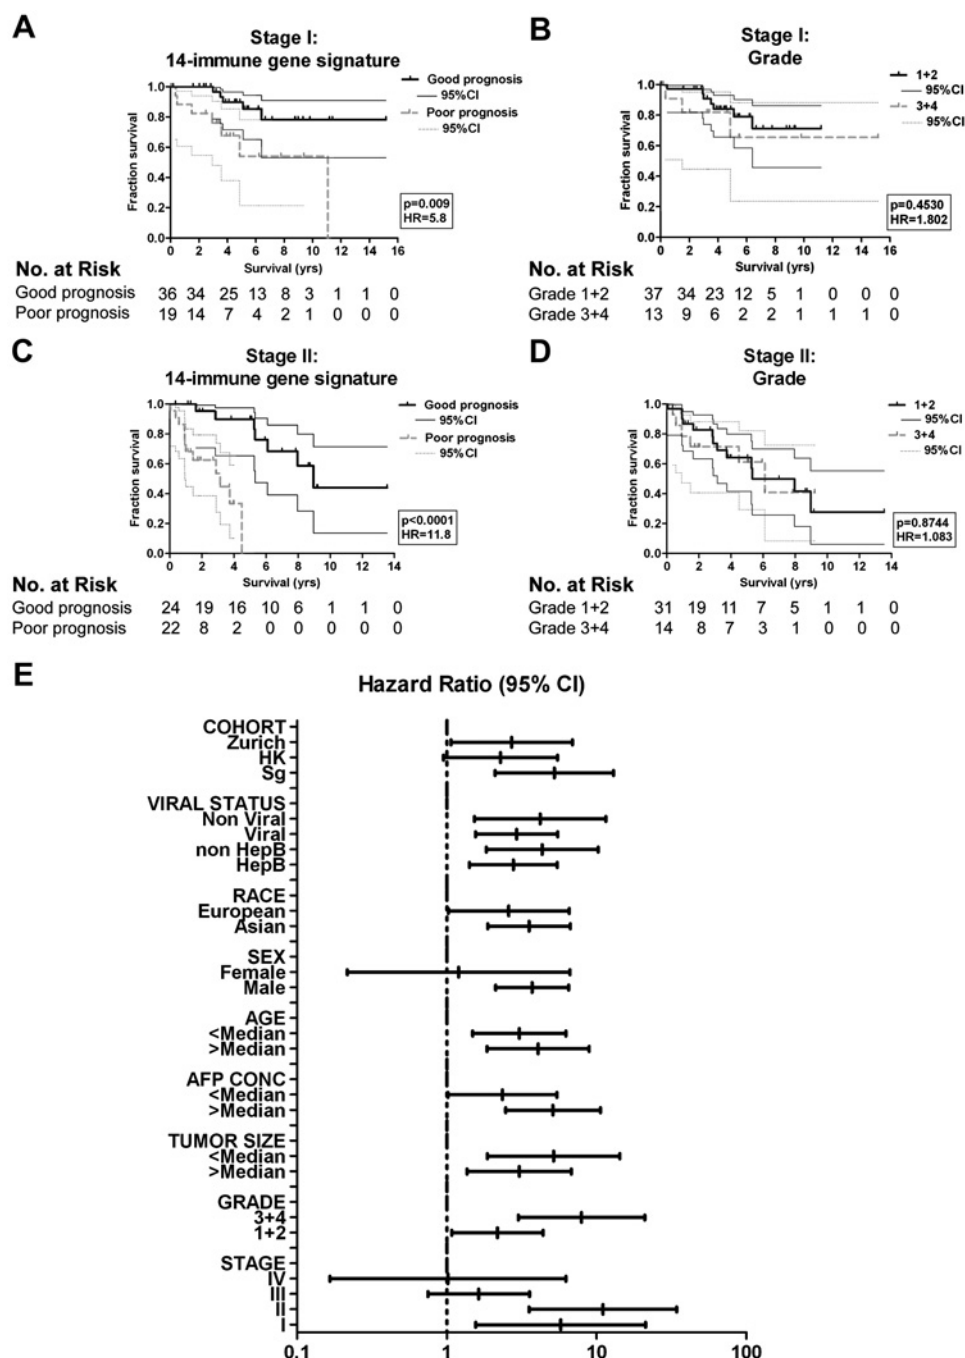 A
Stage I:
14-immune gene signature
Good prognosis
95%CI
Poor prognosis
95%CI
Fraction survival
1.0
0.8
0.6
0.4
0.2
0.0
p=0.009
HR=5.8
0 2 4 6 8 10 12 14 16
Survival (yrs)
No. at Risk
Good prognosis 36 34 25 13 8 3 1 1 0
Poor prognosis 19 14 7 4 2 1 0 0 0
B
Stage I:
Grade
1+2
95%CI
3+4
95%CI
Fraction survival
1.0
0.8
0.6
0.4
0.2
0.0
p=0.4530
HR=1.802
0 2 4 6 8 10 12 14 16
Survival (yrs)
No. at Risk
Grade 1+2 37 34 23 12 5 1 0 0 0
Grade 3+4 13 9 6 2 2 1 1 1 0
C
Stage II:
14-immune gene signature
Good prognosis
95%CI
Poor prognosis
95%CI
Fraction survival
1.0
0.8
0.6
0.4
0.2
0.0
p<0.0001
HR=11.8
0 2 4 6 8 10 12 14
Survival (yrs)
No. at Risk
Good prognosis 24 19 16 10 6 1 1 0
Poor prognosis 22 8 2 0 0 0 0 0
D
Stage II:
Grade
1+2
95%CI
3+4
95%CI
Fraction survival
1.0
0.8
0.6
0.4
0.2
0.0
p=0.8744
HR=1.083
0 2 4 6 8 10 12 14
Survival (yrs)
No. at Risk
Grade 1+2 31 19 11 7 5 1 1 0
Grade 3+4 14 8 7 3 1 0 0 0
E
Hazard Ratio (95% CI)
COHORT
Zurich
HK
Sg
VIRAL STATUS
Non Viral
Viral
non HepB
HepB
RACE
European
Asian
SEX
Female
Male
AGE
<Median
>Median
AFP CONC
<Median
>Median
TUMOR SIZE
<Median
>Median
GRADE
3+4
1+2
STAGE
IV
III
II
I
0.1 1 10 100